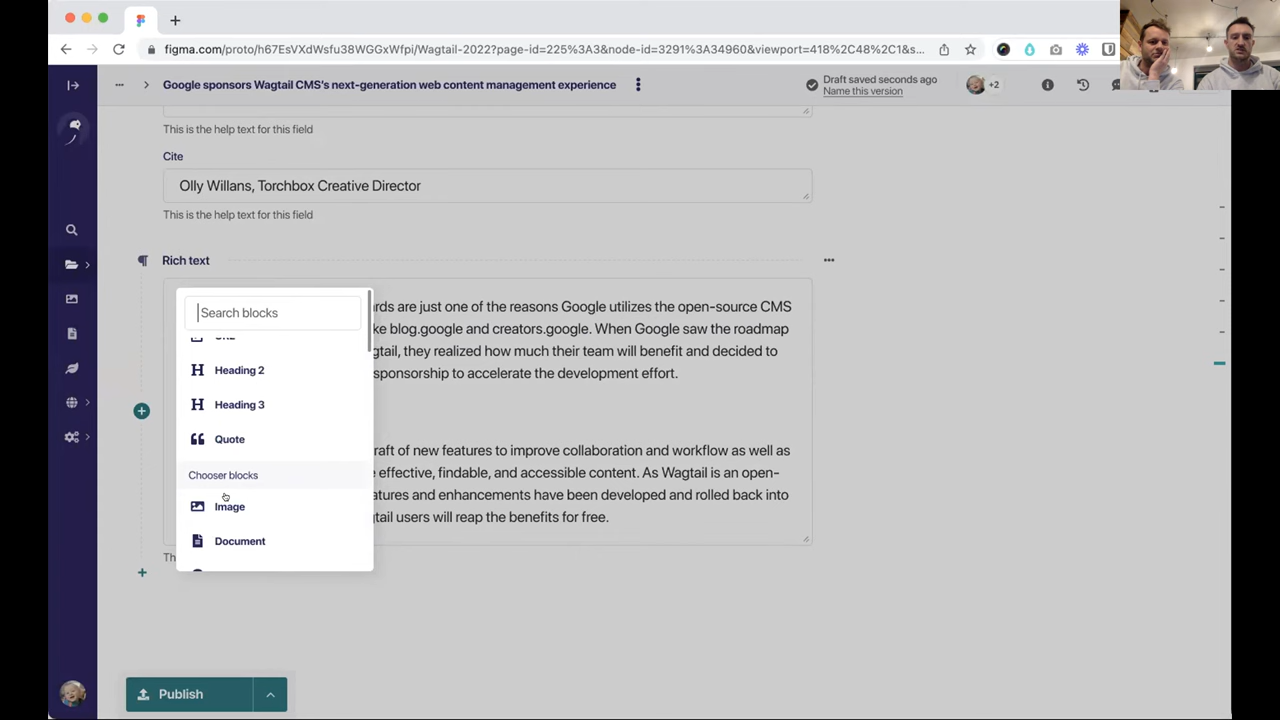 figma.com/proto/h67EsVXdWsfu38WGGxWfpi/Wagtail-2022?page-id=225%3A3&node-id=3291%3A34960&viewport=418%2C48%2C1&s...
Google sponsors Wagtail CMS's next-generation web content management experience
Draft saved seconds ago
Name this version
+2
This is the help text for this field
Cite
Olly Willans, Torchbox Creative Director
This is the help text for this field
Rich text
Search blocks
Heading 2
Heading 3
Quote
Chooser blocks
Image
Document
rds are just one of the reasons Google utilizes the open-source CMS
ke blog.google and creators.google. When Google saw the roadmap
gtail, they realized how much their team will benefit and decided to
sponsorship to accelerate the development effort.
raft of new features to improve collaboration and workflow as well as
e effective, findable, and accessible content. As Wagtail is an open-
atures and enhancements have been developed and rolled back into
gtail users will reap the benefits for free.
Th
Publish